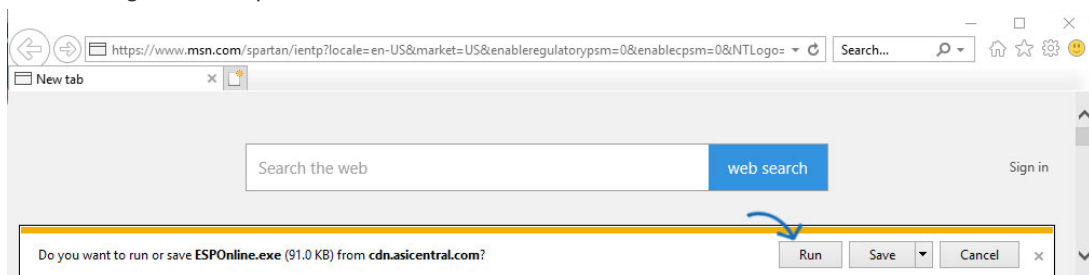 https://www.msn.com/spartan/ientp?locale=en-US&market=US&enableregulatorypsm=0&enablecpsm=0&NTLogo= Search...
New tab
Search the web web search Sign in
Do you want to run or save ESPOnline.exe (91.0 KB) from cdn.asicentral.com? Run Save Cancel